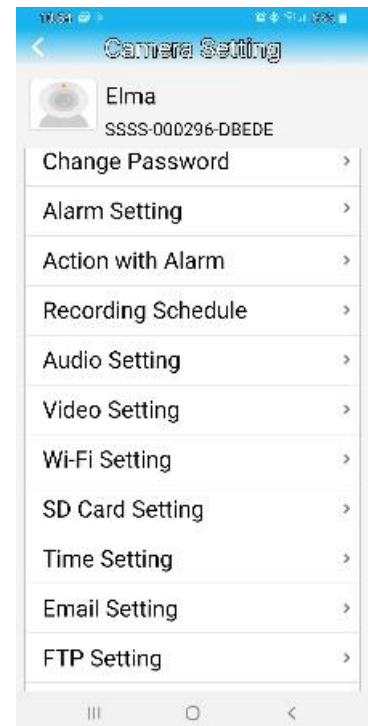 Camera Setting
Elma
SSSS-000296-DBEDE
Change Password
Alarm Setting
Action with Alarm
Recording Schedule
Audio Setting
Video Setting
Wi-Fi Setting
SD Card Setting
Time Setting
Email Setting
FTP Setting